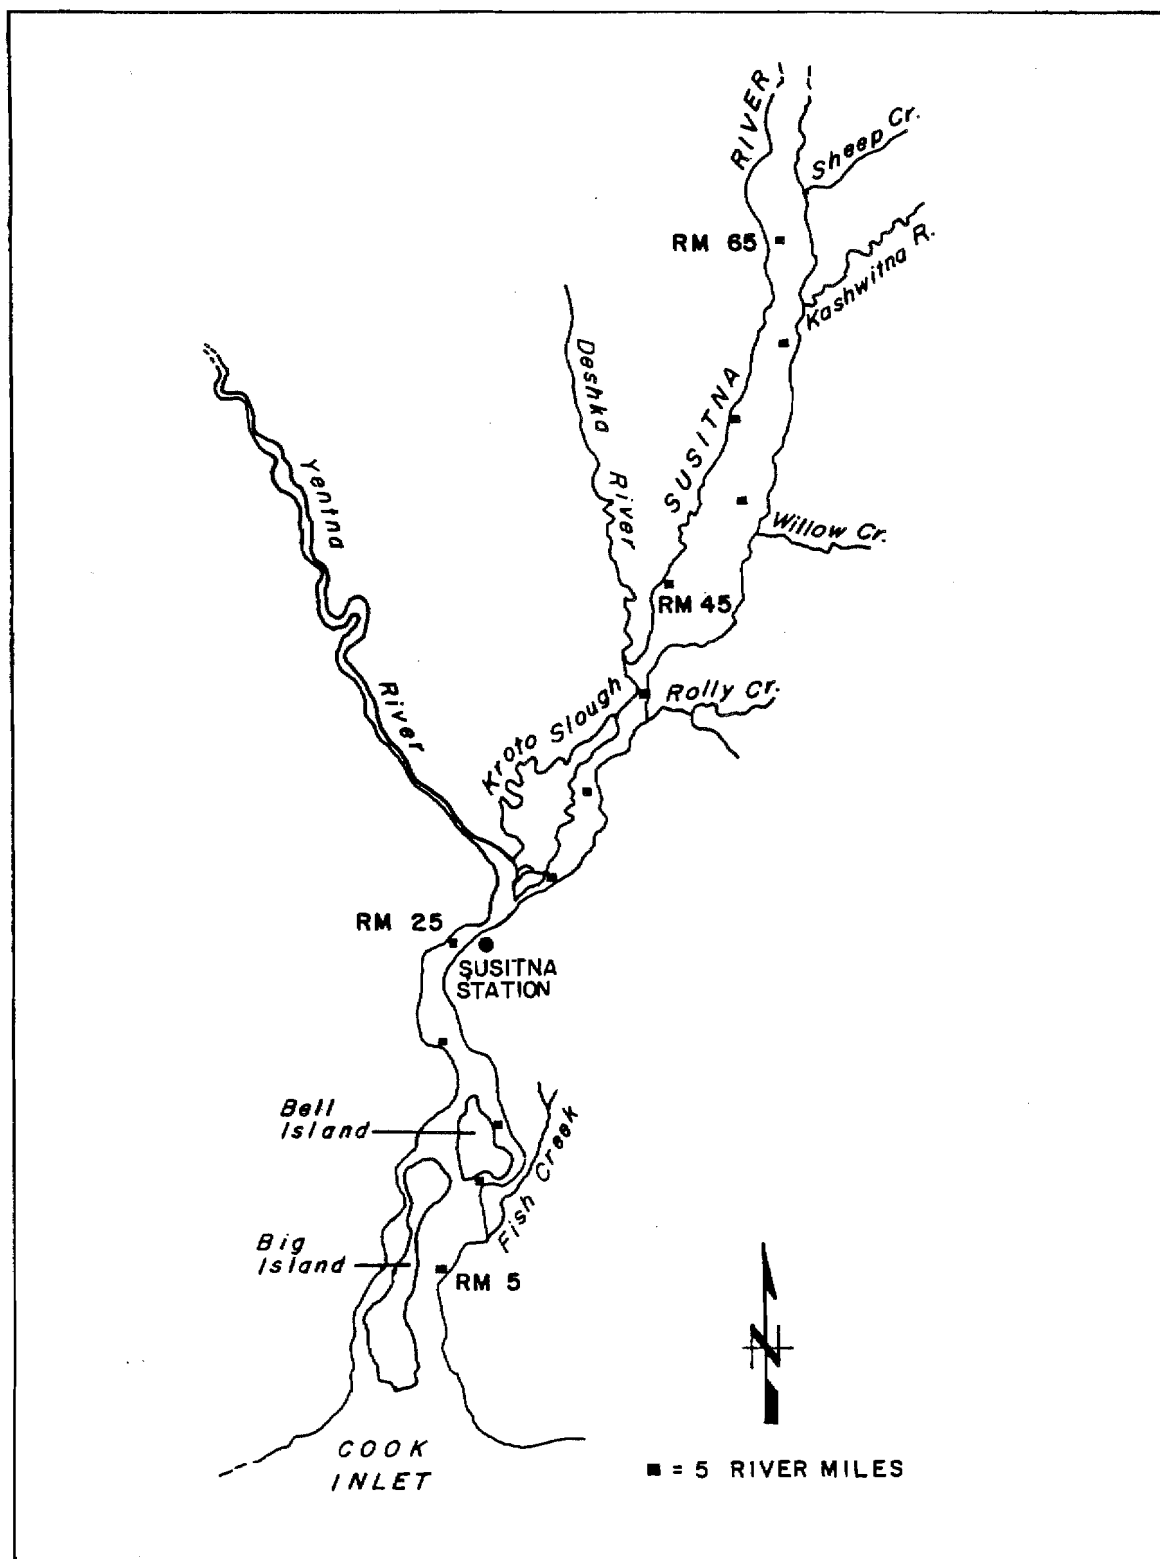 RIVER
Sheep Cr.
RM 65
Kashwitna R.
Deshka
River
SUSITNA
Yentna
River
Willow Cr.
RM 45
Kroto Slough
Rolly Cr.
RM 25
SUSITNA
STATION
Bell
Island
Fish Creek
Big
Island
RM 5
N
COOK
INLET
■ = 5 RIVER MILES